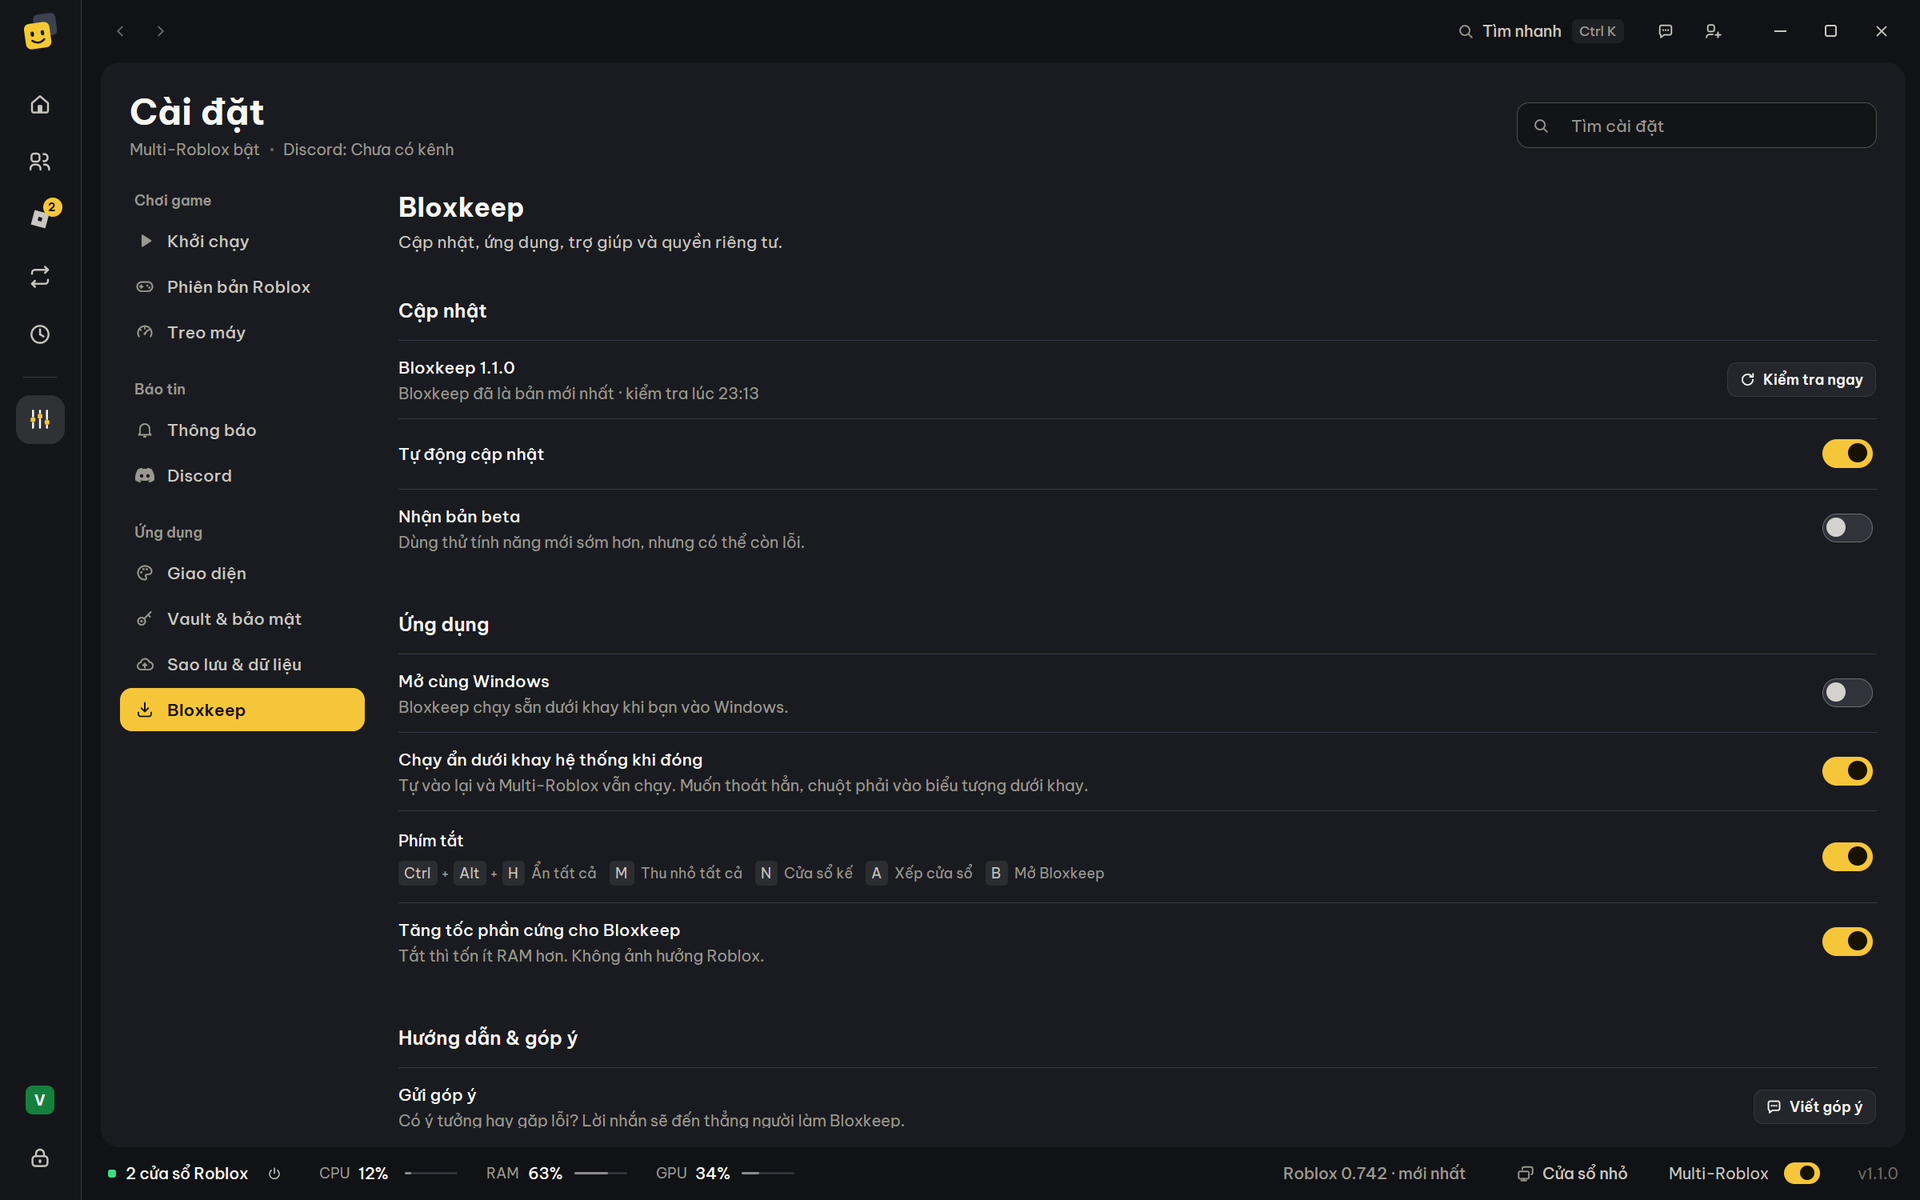 Tìm nhanh Ctrl K
Cài đặt
Multi-Roblox bật • Discord: Chưa có kênh
Tìm cài đặt
2
Chơi game
Khởi chạy
Phiên bản Roblox
Treo máy
Báo tin
Thông báo
Discord
Ứng dụng
Giao diện
Vault & bảo mật
Sao lưu & dữ liệu
Bloxkeep
Bloxkeep
Cập nhật, ứng dụng, trợ giúp và quyền riêng tư.
Cập nhật
Bloxkeep 1.1.0
Bloxkeep đã là bản mới nhất · kiểm tra lúc 23:13
Kiểm tra ngay
Tự động cập nhật
Nhận bản beta
Dùng thử tính năng mới sớm hơn, nhưng có thể còn lỗi.
Ứng dụng
Mở cùng Windows
Bloxkeep chạy sẵn dưới khay khi bạn vào Windows.
Chạy ẩn dưới khay hệ thống khi đóng
Tự vào lại và Multi-Roblox vẫn chạy. Muốn thoát hẳn, chuột phải vào biểu tượng dưới khay.
Phím tắt
Ctrl + Alt + H Ẩn tất cả M Thu nhỏ tất cả N Cửa sổ kế A Xếp cửa sổ B Mở Bloxkeep
Tăng tốc phần cứng cho Bloxkeep
Tắt thì tốn ít RAM hơn. Không ảnh hưởng Roblox.
Hướng dẫn & góp ý
Gửi góp ý
Có ý tưởng hay gặp lỗi? Lời nhắn sẽ đến thẳng người làm Bloxkeep.
Viết góp ý
V
2 cửa sổ Roblox CPU 12% RAM 63% GPU 34% Roblox 0.742 · mới nhất Cửa sổ nhỏ Multi-Roblox v1.1.0